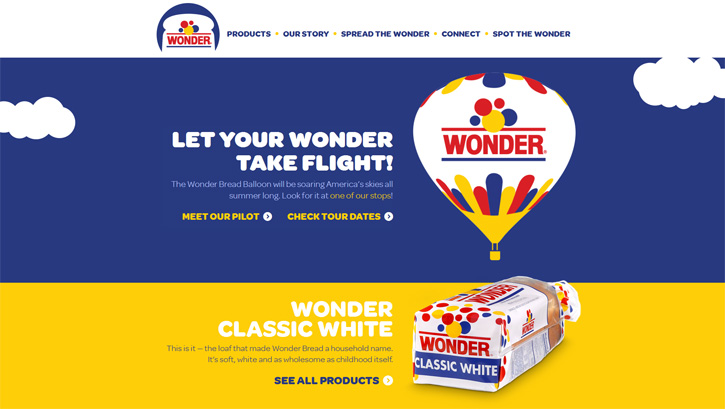 WONDER
PRODUCTS • OUR STORY • SPREAD THE WONDER • CONNECT • SPOT THE WONDER
LET YOUR WONDER
TAKE FLIGHT!
The Wonder Bread Balloon will be soaring America's skies all
summer long. Look for it at one of our stops!
MEET OUR PILOT
CHECK TOUR DATES
WONDER
WONDER
CLASSIC WHITE
This is it – the loaf that made Wonder Bread a household name.
It's soft, white and as wholesome as childhood itself.
SEE ALL PRODUCTS
WONDER
WONDER
WONDER
CLASSIC WHITE